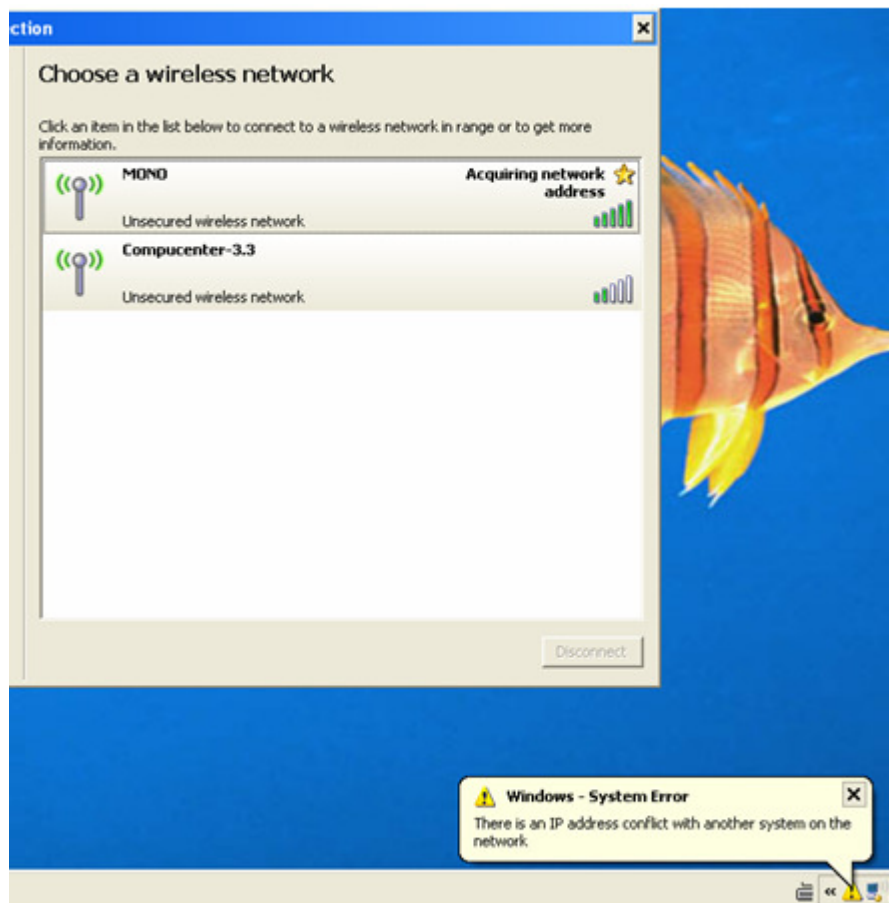 ction
Choose a wireless network
Click an item in the list below to connect to a wireless network in range or to get more
information.
MONO
Acquiring network
address
Unsecured wireless network
Compucenter-3.3
Unsecured wireless network
Disconnect
Windows - System Error
There is an IP address conflict with another system on the
network